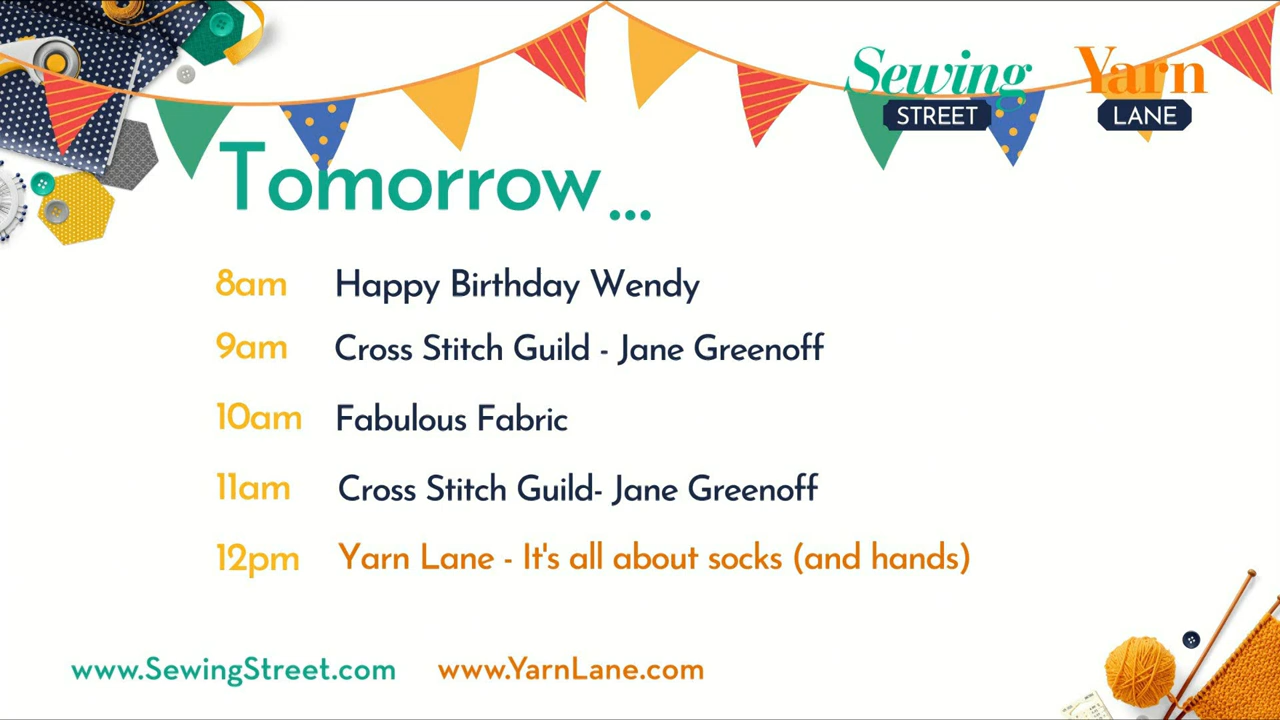 Sewing
STREET
Yarn
LANE
Tomorrow...
8am Happy Birthday Wendy
9am Cross Stitch Guild - Jane Greenoff
10am Fabulous Fabric
11am Cross Stitch Guild- Jane Greenoff
12pm Yarn Lane - It's all about socks (and hands)
www.SewingStreet.com www.YarnLane.com